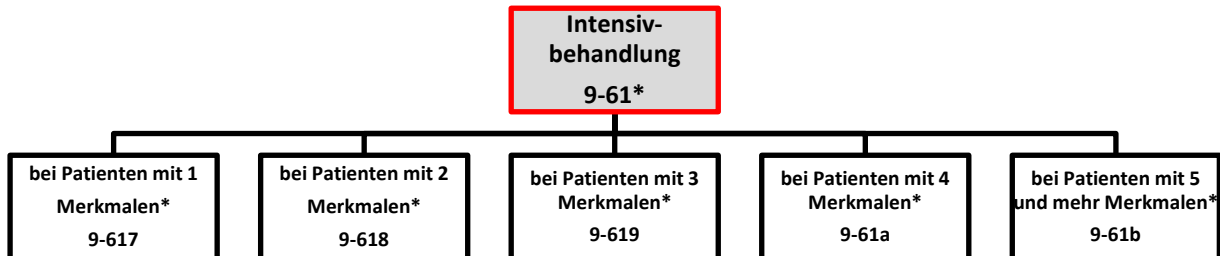 Intensiv-
behandlung
9-61*
bei Patienten mit 1
Merkmalen*
9-617
bei Patienten mit 2
Merkmalen*
9-618
bei Patienten mit 3
Merkmalen*
9-619
bei Patienten mit 4
Merkmalen*
9-61a
bei Patienten mit 5
und mehr Merkmalen*
9-61b